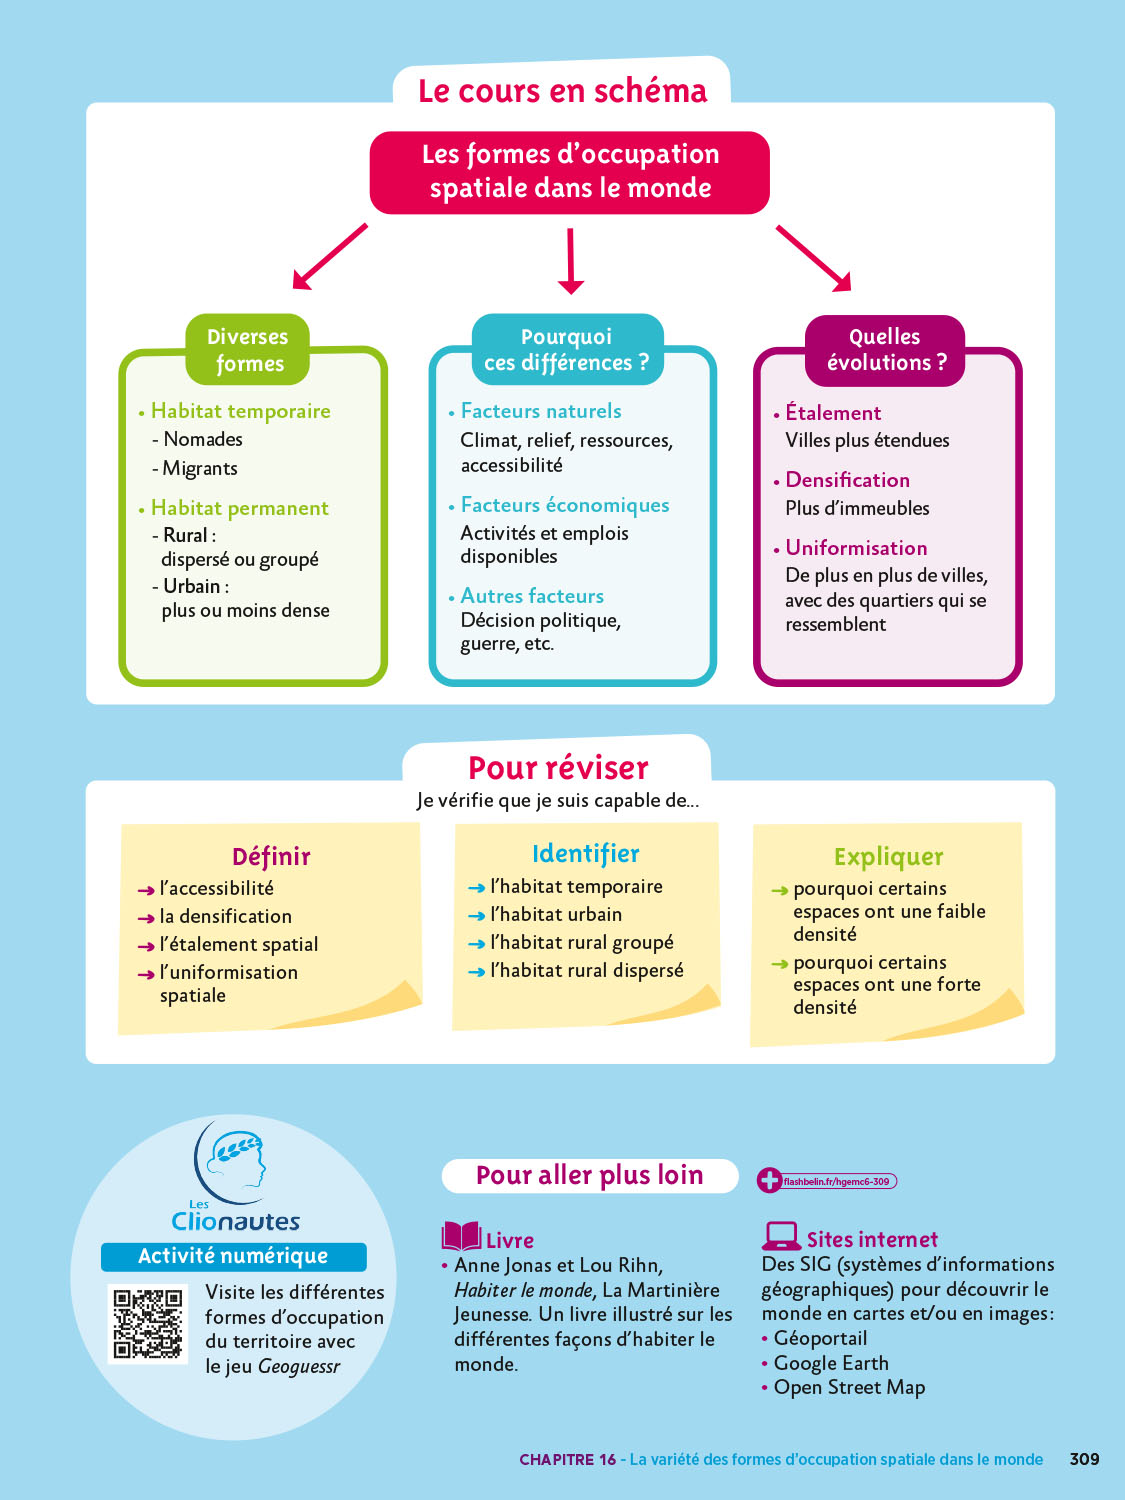 Le cours en schéma
Les formes d'occupation
spatiale dans le monde
Diverses
formes
• Habitat temporaire
- Nomades
- Migrants
• Habitat permanent
- Rural :
dispersé ou groupé
- Urbain :
plus ou moins dense
Pourquoi
ces différences ?
• Facteurs naturels
Climat, relief, ressources,
accessibilité
• Facteurs économiques
Activités et emplois
disponibles
• Autres facteurs
Décision politique,
guerre, etc.
Quelles
évolutions ?
• Étalement
Villes plus étendues
• Densification
Plus d'immeubles
• Uniformisation
De plus en plus de villes,
avec des quartiers qui se
ressemblent
Pour réviser
Je vérifie que je suis capable de...
Définir
→ l'accessibilité
→ la densification
→ l'étalement spatial
→ l'uniformisation
spatiale
Identifier
→ l'habitat temporaire
→ l'habitat urbain
→ l'habitat rural groupé
→ l'habitat rural dispersé
Expliquer
→ pourquoi certains
espaces ont une faible
densité
→ pourquoi certains
espaces ont une forte
densité
Les
Clionautes
Activité numérique
Visite les différentes
formes d'occupation
du territoire avec
le jeu Geoguessr
Pour aller plus loin
flashbelin.fr/hgemc6-309
Livre
• Anne Jonas et Lou Rihn,
Habiter le monde, La Martinière
Jeunesse. Un livre illustré sur les
différentes façons d'habiter le
monde.
Sites internet
Des SIG (systèmes d'informations
géographiques) pour découvrir le
monde en cartes et/ou en images :
• Géoportail
• Google Earth
• Open Street Map
CHAPITRE 16 - La variété des formes d'occupation spatiale dans le monde 309